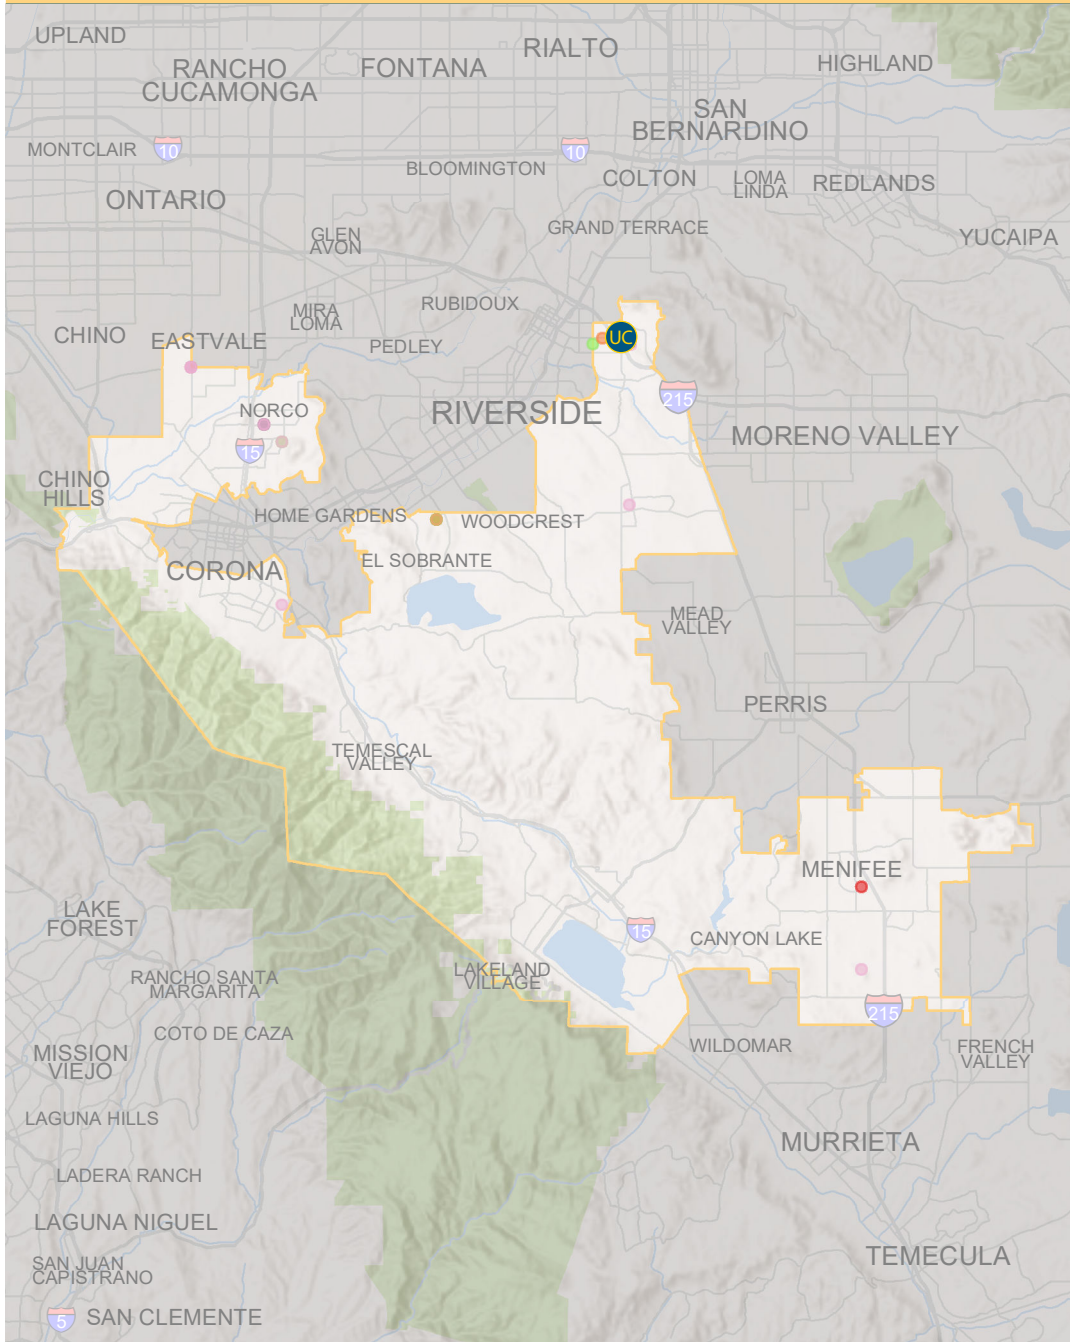 UPLAND
RIALTO
FONTANA
RANCHO
CUCAMONGA
HIGHLAND
SAN
BERNARDINO
MONTCLAIR
10
10
BLOOMINGTON
COLTON
LOMA
LINDA
REDLANDS
ONTARIO
GRAND TERRACE
GLEN
AVON
YUCAIPA
RUBIDOUX
MIRA
LOMA
CHINO
EASTVALE
PEDLEY
UC
215
NORCO
RIVERSIDE
MORENO VALLEY
15
CHINO
HILLS
HOME GARDENS
WOODCREST
EL SOBRANTE
CORONA
MEAD
VALLEY
PERRIS
TEMESCAL
VALLEY
MENIFEE
LAKE
FOREST
15
CANYON LAKE
LAKELAND
VILLAGE
RANCHO SANTA
MARGARITA
215
COTO DE CAZA
WILDOMAR
FRENCH
VALLEY
MISSION
VIEJO
LAGUNA HILLS
MURRIETA
LADERA RANCH
LAGUNA NIGUEL
TEMECULA
SAN JUAN
CAPISTRANO
5
SAN CLEMENTE